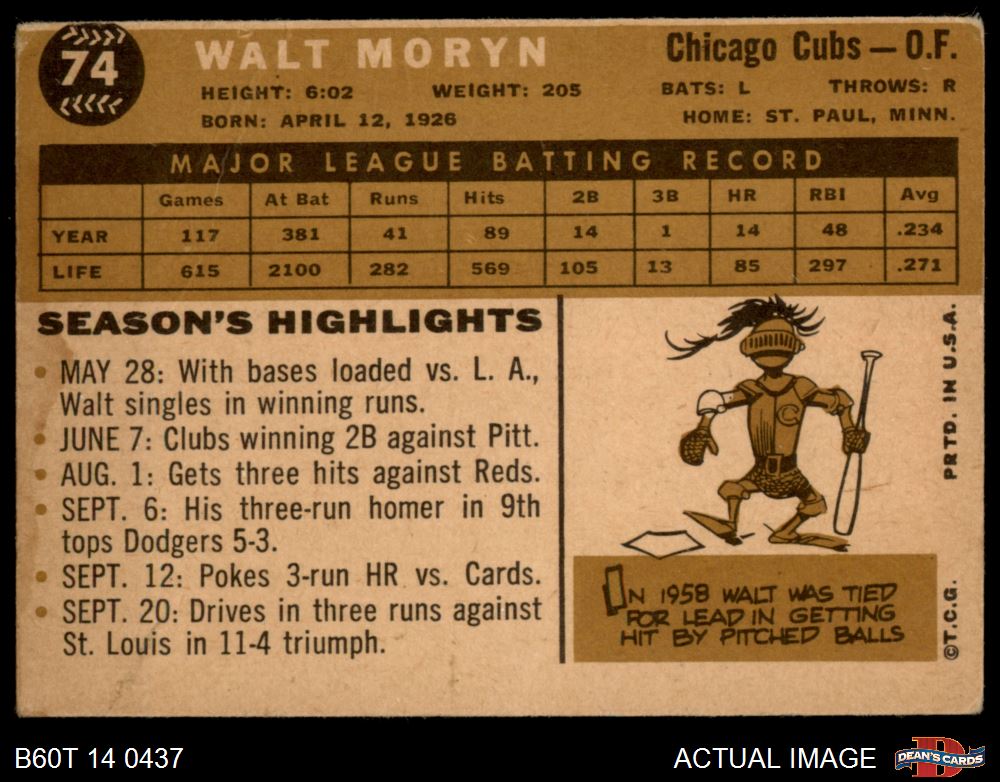 74
WALT MORYN
Chicago Cubs — O.F.
HEIGHT: 6:02 WEIGHT: 205 BATS: L THROWS: R
BORN: APRIL 12, 1926 HOME: ST. PAUL, MINN.
MAJOR LEAGUE BATTING RECORD
Games At Bat Runs Hits 2B 3B HR RBI Avg
YEAR 117 381 41 89 14 1 14 48 .234
LIFE 615 2100 282 569 105 13 85 297 .271
SEASON'S HIGHLIGHTS
• MAY 28: With bases loaded vs. L. A.,
Walt singles in winning runs.
• JUNE 7: Clubs winning 2B against Pitt.
• AUG. 1: Gets three hits against Reds.
• SEPT. 6: His three-run homer in 9th
tops Dodgers 5-3.
• SEPT. 12: Pokes 3-run HR vs. Cards.
• SEPT. 20: Drives in three runs against
St. Louis in 11-4 triumph.
C
IN 1958 WALT WAS TIED
FOR LEAD IN GETTING
HIT BY PITCHED BALLS
©T.C.G. PRTD. IN U.S.A.
B60T 14 0437
ACTUAL IMAGE
D
DEAN'S CARDS